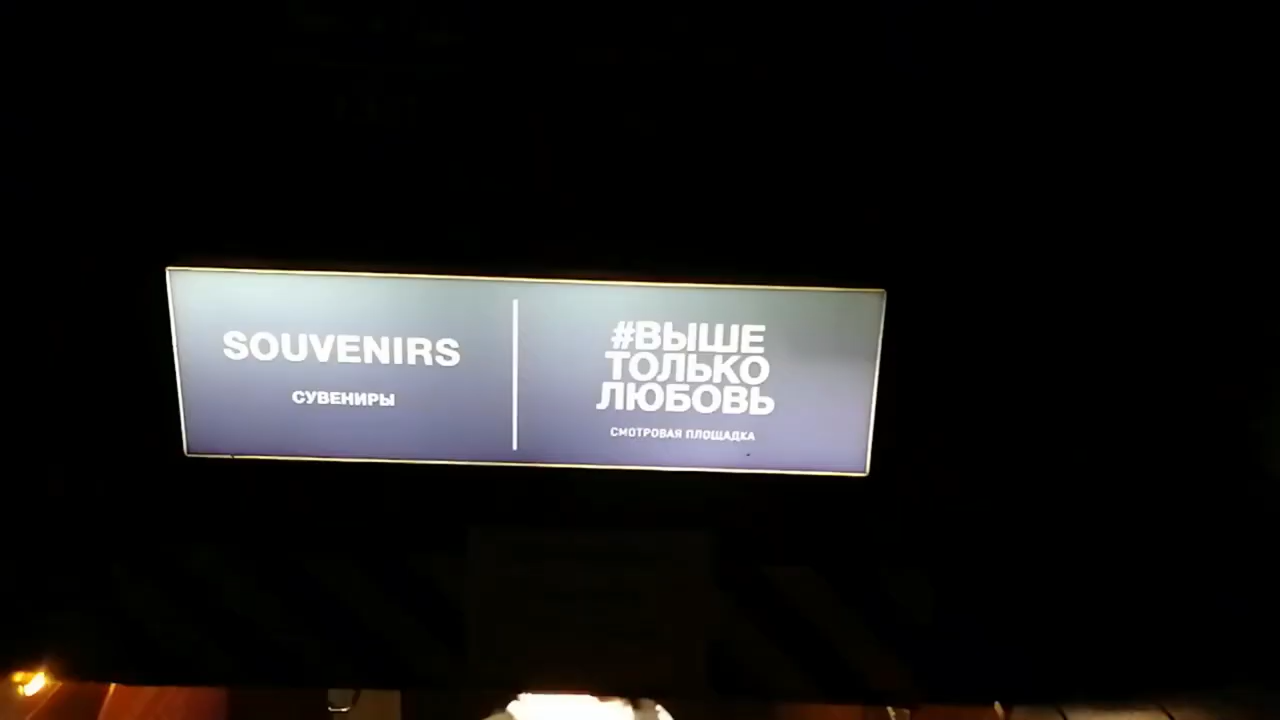 SOUVENIRS
СУВЕНИРЫ
#ВЫШЕ
ТОЛЬКО
ЛЮБОВЬ
СМОТРОВАЯ ПЛОЩАДКА